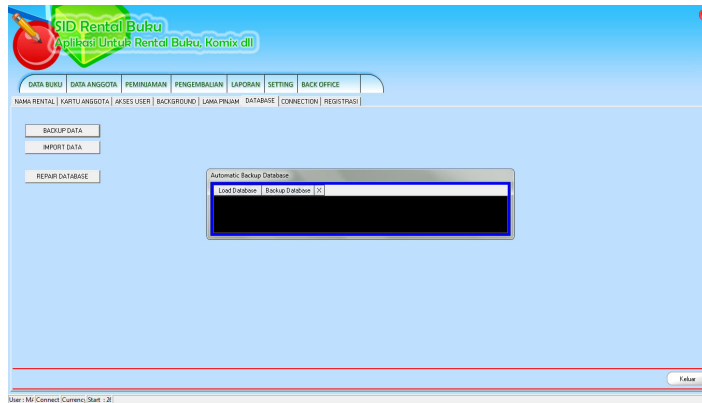 SID Rental Buku
Aplikasi Untuk Rental Buku, Komix dll
DATA BUKU DATA ANGGOTA PEMINJAMAN PENGEMBALIAN LAPORAN SETTING BACK OFFICE
NAMA RENTAL KARTU ANGGOTA AKSES USER BACKGROUND LAMA PINJAM DATABASE CONNECTION REGISTRASI
BACKUP DATA
IMPORT DATA
REPAIR DATABASE
Automatic Backup Database
Load Database Backup Database X
Keluar
User : Connect Currenc Start :